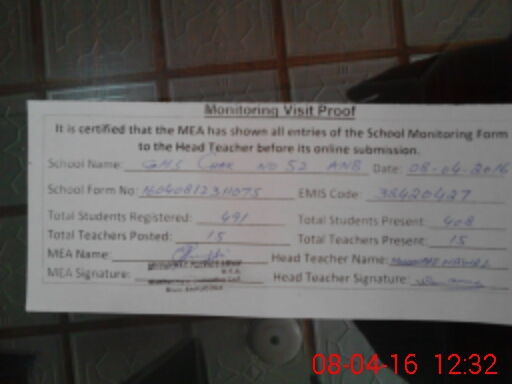 Monitoring Visit Proof
It is certified that the MEA has shown all entries of the School Monitoring Form
to the Head Teacher before its online submission.
School Name: GHS Chak NO 52 ANB Date: 08-04-2016
School Form No: EMIS Code: 32420427
Total Students Registered: 491 Total Students Present: 408
Total Teachers Posted: 15 Total Teachers Present: 15
MEA Name: Head Teacher Name:
MEA Signature: Head Teacher Signature:
08-04-16 12:32